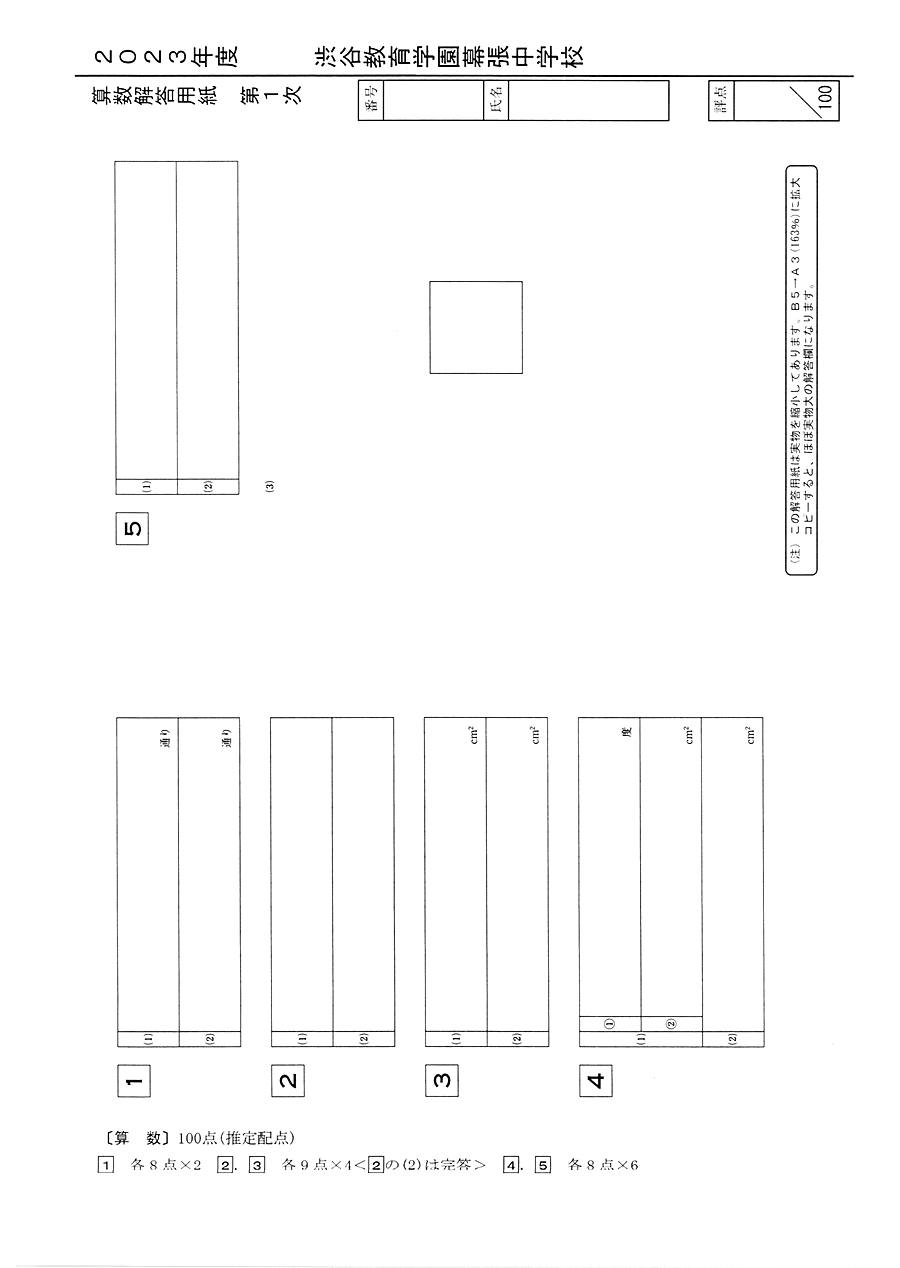 2023年度 渋谷教育学園幕張中学校
算数解答用紙 第1次
番号 氏名 評点 /100
1
(1) 通り
(2) 通り
2
(1)
(2)
3
(1) cm²
(2) cm²
4
(1) ① 度
② cm²
(2) cm²
5
(1)
(2)
(3)
(注) この解答用紙は実物を縮小してあります。B5→A3(163%)に拡大
コピーすると、ほぼ実物大の解答欄になります。
〔算 数〕100点(推定配点)
1 各8点×2 2, 3 各9点×4<2の(2)は完答> 4, 5 各8点×6